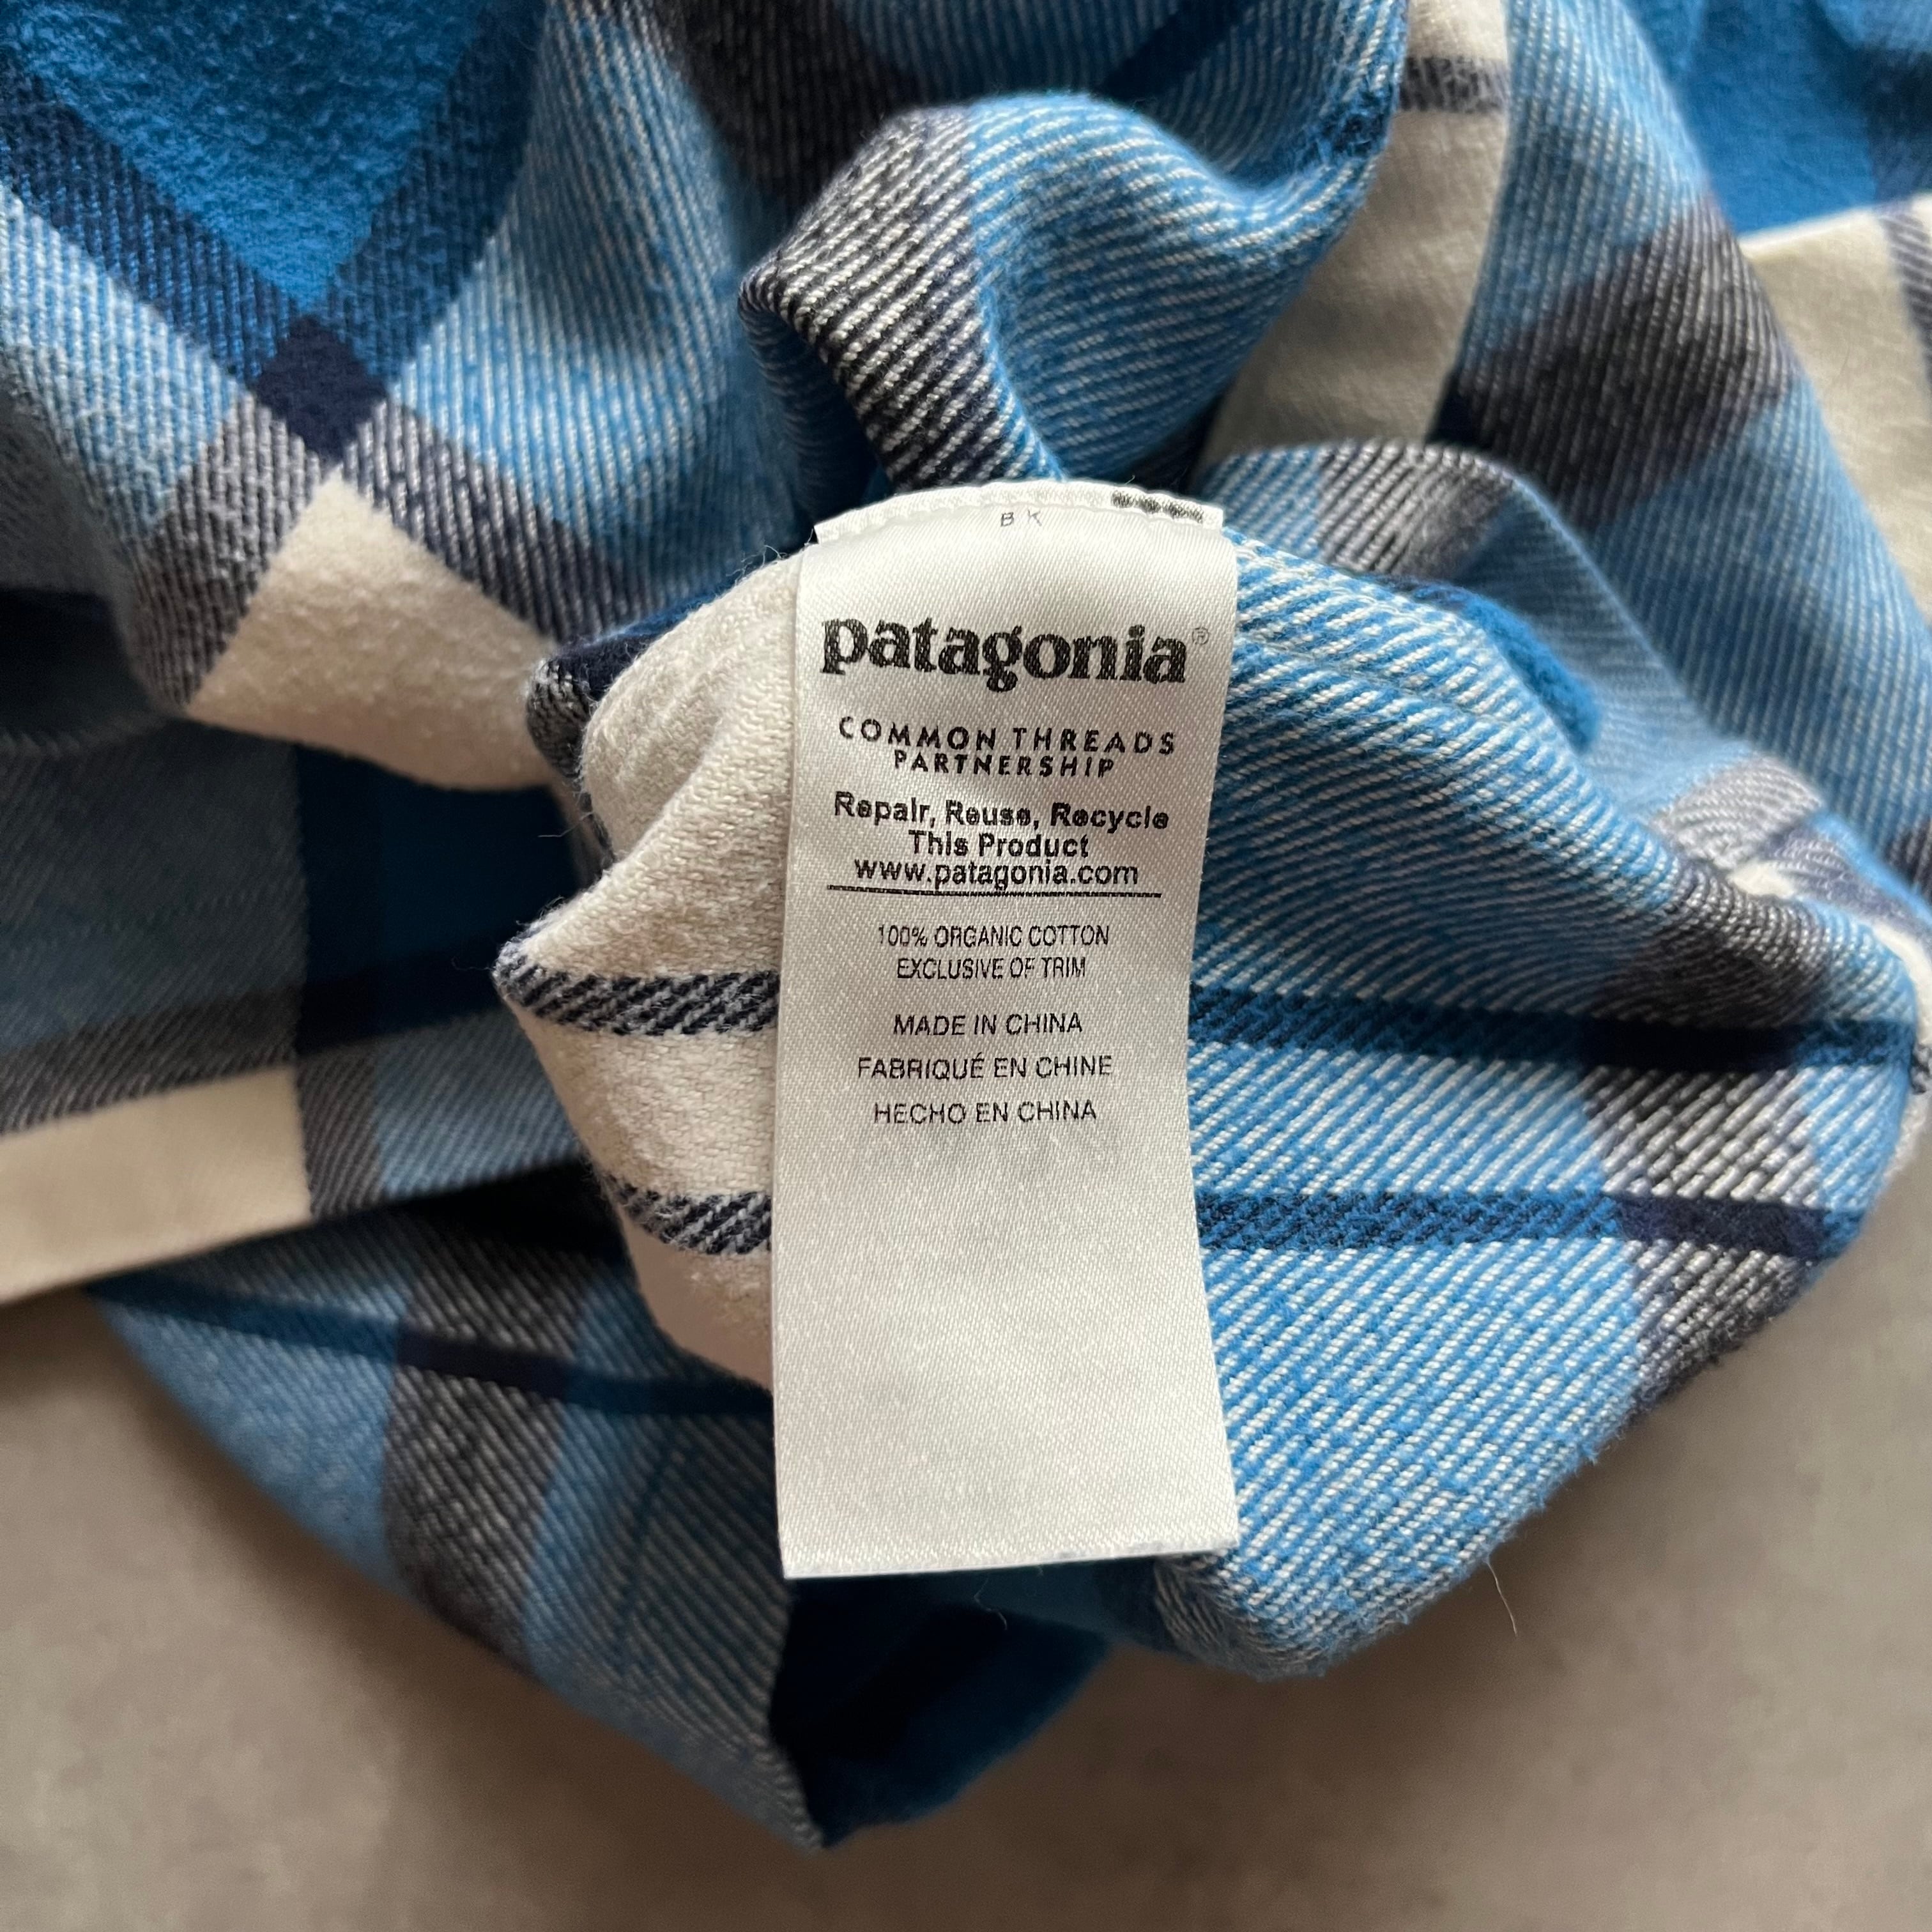 BK
patagonia®
COMMON THREADS
PARTNERSHIP
Repair, Reuse, Recycle
This Product
www.patagonia.com
100% ORGANIC COTTON
EXCLUSIVE OF TRIM
MADE IN CHINA
FABRIQUÉ EN CHINE
HECHO EN CHINA